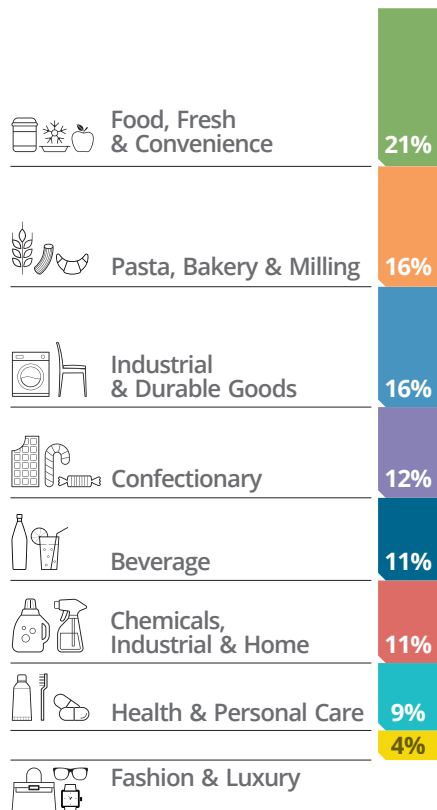 Food, Fresh
& Convenience
21%
Pasta, Bakery & Milling
16%
Industrial
& Durable Goods
16%
Confectionary
12%
Beverage
11%
Chemicals,
Industrial & Home
11%
Health & Personal Care
9%
4%
Fashion & Luxury